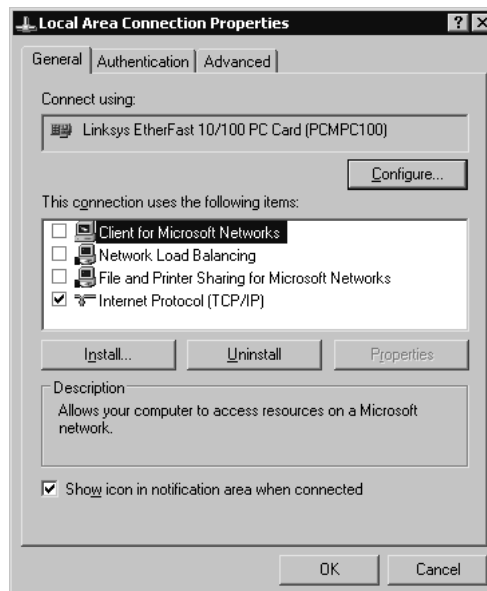 Local Area Connection Properties
General Authentication Advanced
Connect using:
Linksys EtherFast 10/100 PC Card (PCMPC100)
Configure...
This connection uses the following items:
Client for Microsoft Networks
Network Load Balancing
File and Printer Sharing for Microsoft Networks
Internet Protocol (TCP/IP)
Install... Uninstall Properties
Description
Allows your computer to access resources on a Microsoft
network.
Show icon in notification area when connected
OK Cancel